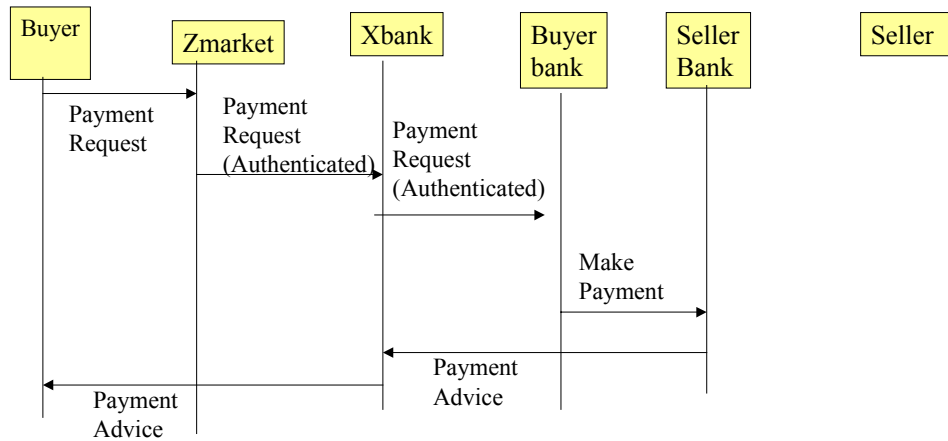 Buyer
Zmarket
Xbank
Buyer
bank
Seller
Bank
Seller
Payment
Request
Payment
Request
(Authenticated)
Payment
Request
(Authenticated)
Make
Payment
Payment
Advice
Payment
Advice